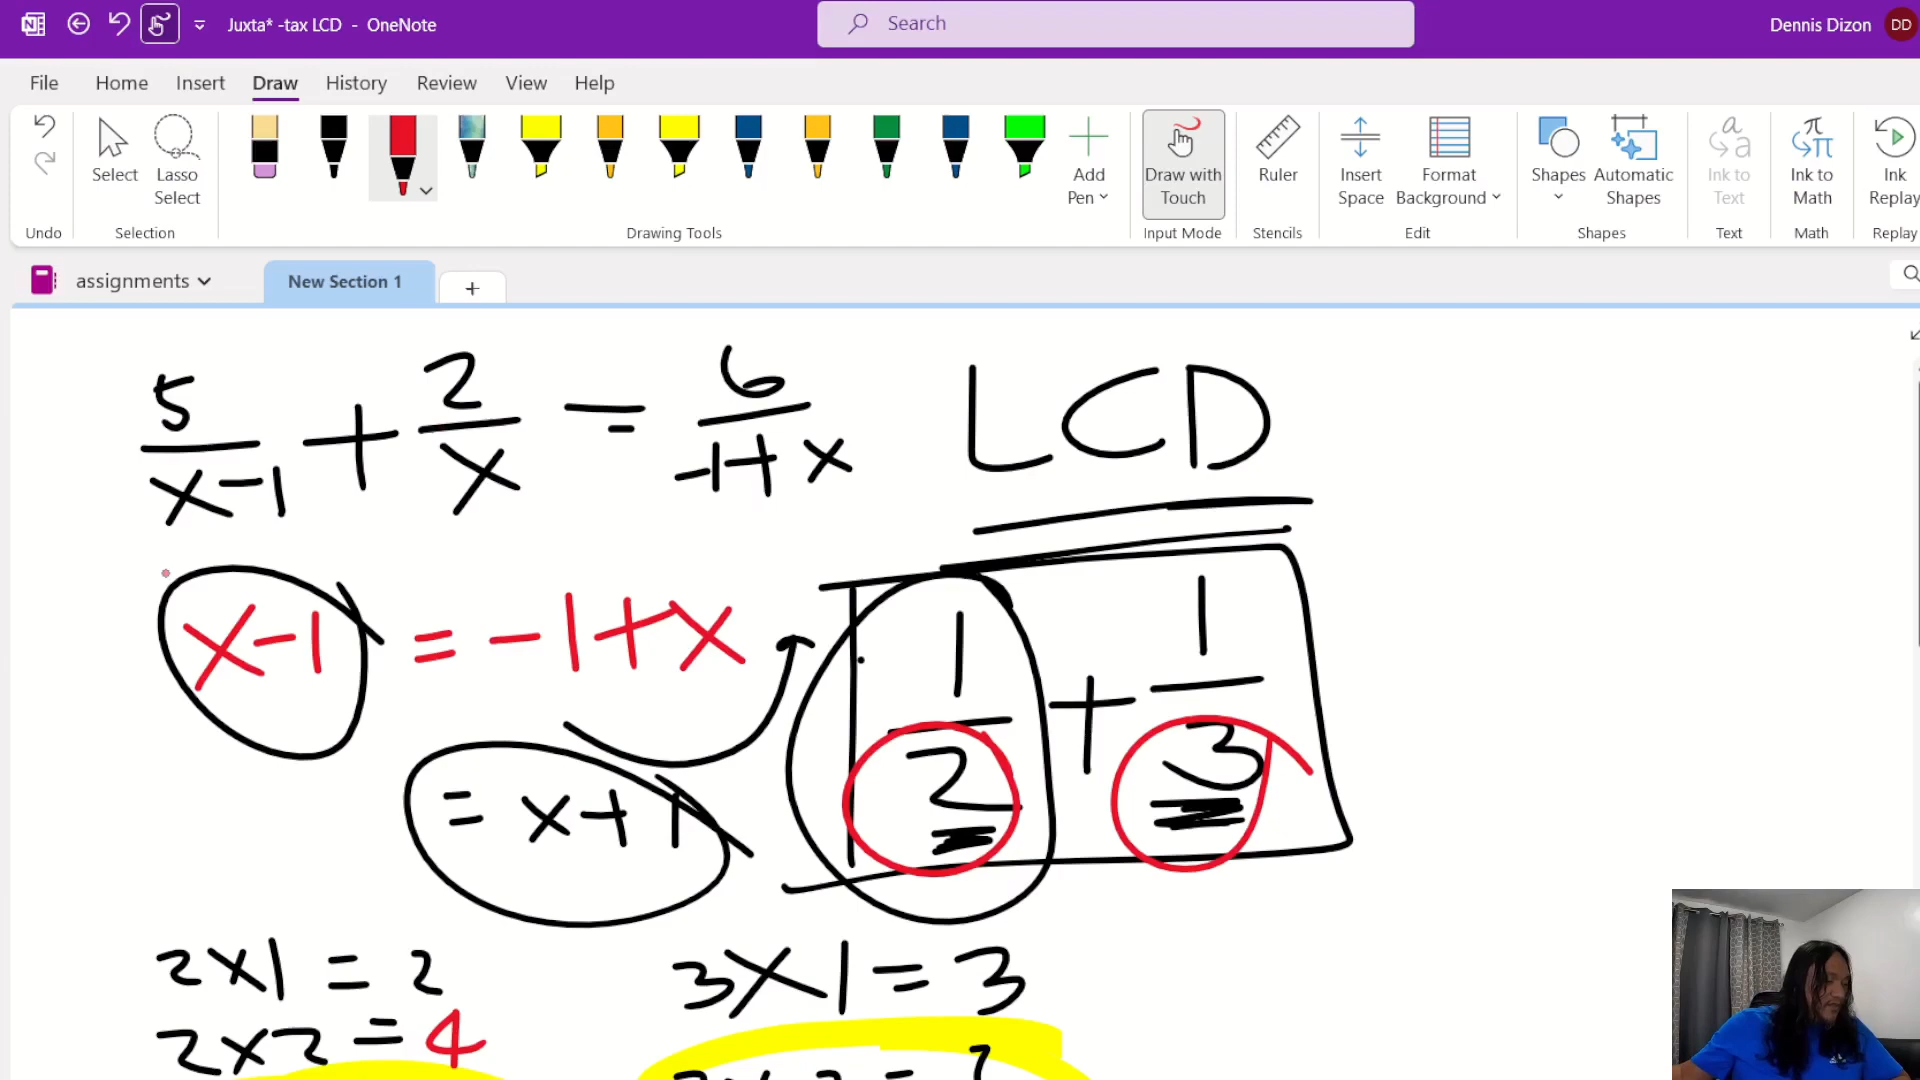 Juxta* -tax LCD - OneNote
Search
Dennis Dizon
DD
File Home Insert Draw History Review View Help
Select
Lasso Select
Add Pen
Draw with Touch
Ruler
Insert Space
Format Background
Shapes
Automatic Shapes
Ink to Text
Ink to Math
Ink Replay
Undo Selection Drawing Tools Input Mode Stencils Edit Shapes Text Math Replay
assignments
New Section 1
+
5/x-1 + 2/x = 6/-1+x
LCD
x-1 = -1+x
1/2 + 1/3
= x+1
2x1 = 2
3x1 = 3
2x2 = 4